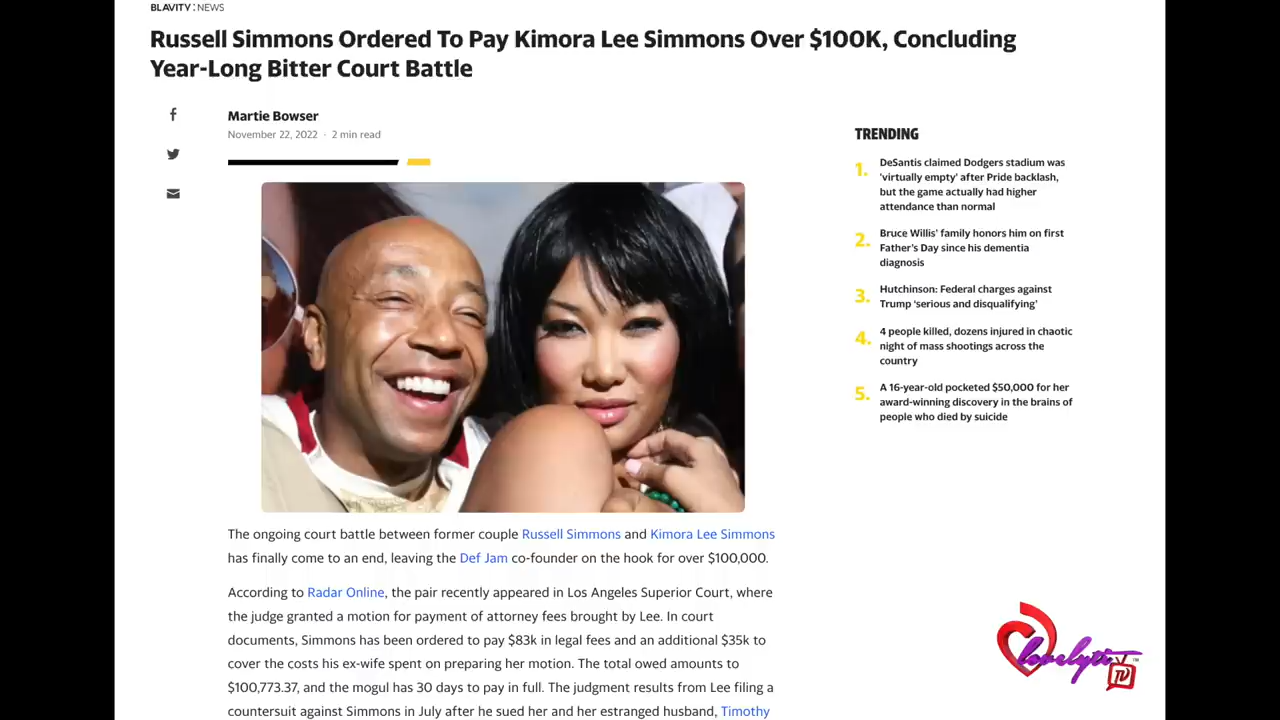 BLAVITY : NEWS
Russell Simmons Ordered To Pay Kimora Lee Simmons Over $100K, Concluding
Year-Long Bitter Court Battle
Martie Bowser
November 22, 2022 · 2 min read
The ongoing court battle between former couple Russell Simmons and Kimora Lee Simmons
has finally come to an end, leaving the Def Jam co-founder on the hook for over $100,000.
According to Radar Online, the pair recently appeared in Los Angeles Superior Court, where
the judge granted a motion for payment of attorney fees brought by Lee. In court
documents, Simmons has been ordered to pay $83k in legal fees and an additional $35k to
cover the costs his ex-wife spent on preparing her motion. The total owed amounts to
$100,773.37, and the mogul has 30 days to pay in full. The judgment results from Lee filing a
countersuit against Simmons in July after he sued her and her estranged husband, Timothy
TRENDING
1. DeSantis claimed Dodgers stadium was
'virtually empty' after Pride backlash,
but the game actually had higher
attendance than normal
2. Bruce Willis' family honors him on first
Father's Day since his dementia
diagnosis
3. Hutchinson: Federal charges against
Trump 'serious and disqualifying'
4. 4 people killed, dozens injured in chaotic
night of mass shootings across the
country
5. A 16-year-old pocketed $50,000 for her
award-winning discovery in the brains of
people who died by suicide
lovelyti TV™